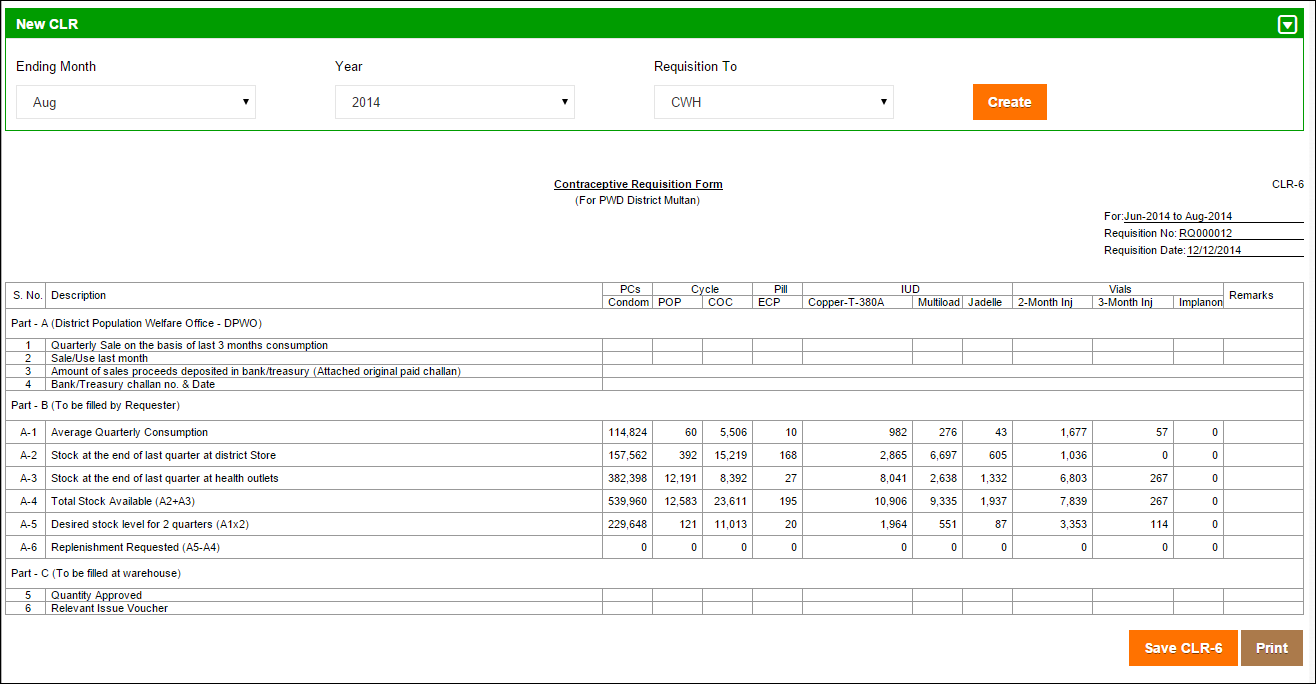 New CLR
Ending Month Year Requisition To
Aug 2014 CWH Create
Contraceptive Requisition Form CLR-6
(For PWD District Multan)
For:Jun-2014 to Aug-2014
Requisition No: RQ000012
Requisition Date: 12/12/2014
S. No. Description PCs Cycle Pill IUD Vials Remarks
Condom POP COC ECP Copper-T-380A Multiload Jadelle 2-Month Inj 3-Month Inj Implanon
Part - A (District Population Welfare Office - DPWO)
1 Quarterly Sale on the basis of last 3 months consumption
2 Sale/Use last month
3 Amount of sales proceeds deposited in bank/treasury (Attached original paid challan)
4 Bank/Treasury challan no. & Date
Part - B (To be filled by Requester)
A-1 Average Quarterly Consumption 114,824 60 5,506 10 982 276 43 1,677 57 0
A-2 Stock at the end of last quarter at district Store 157,562 392 15,219 168 2,865 6,697 605 1,036 0 0
A-3 Stock at the end of last quarter at health outlets 382,398 12,191 8,392 27 8,041 2,638 1,332 6,803 267 0
A-4 Total Stock Available (A2+A3) 539,960 12,583 23,611 195 10,906 9,335 1,937 7,839 267 0
A-5 Desired stock level for 2 quarters (A1x2) 229,648 121 11,013 20 1,964 551 87 3,353 114 0
A-6 Replenishment Requested (A5-A4) 0 0 0 0 0 0 0 0 0 0
Part - C (To be filled at warehouse)
5 Quantity Approved
6 Relevant Issue Voucher
Save CLR-6 Print